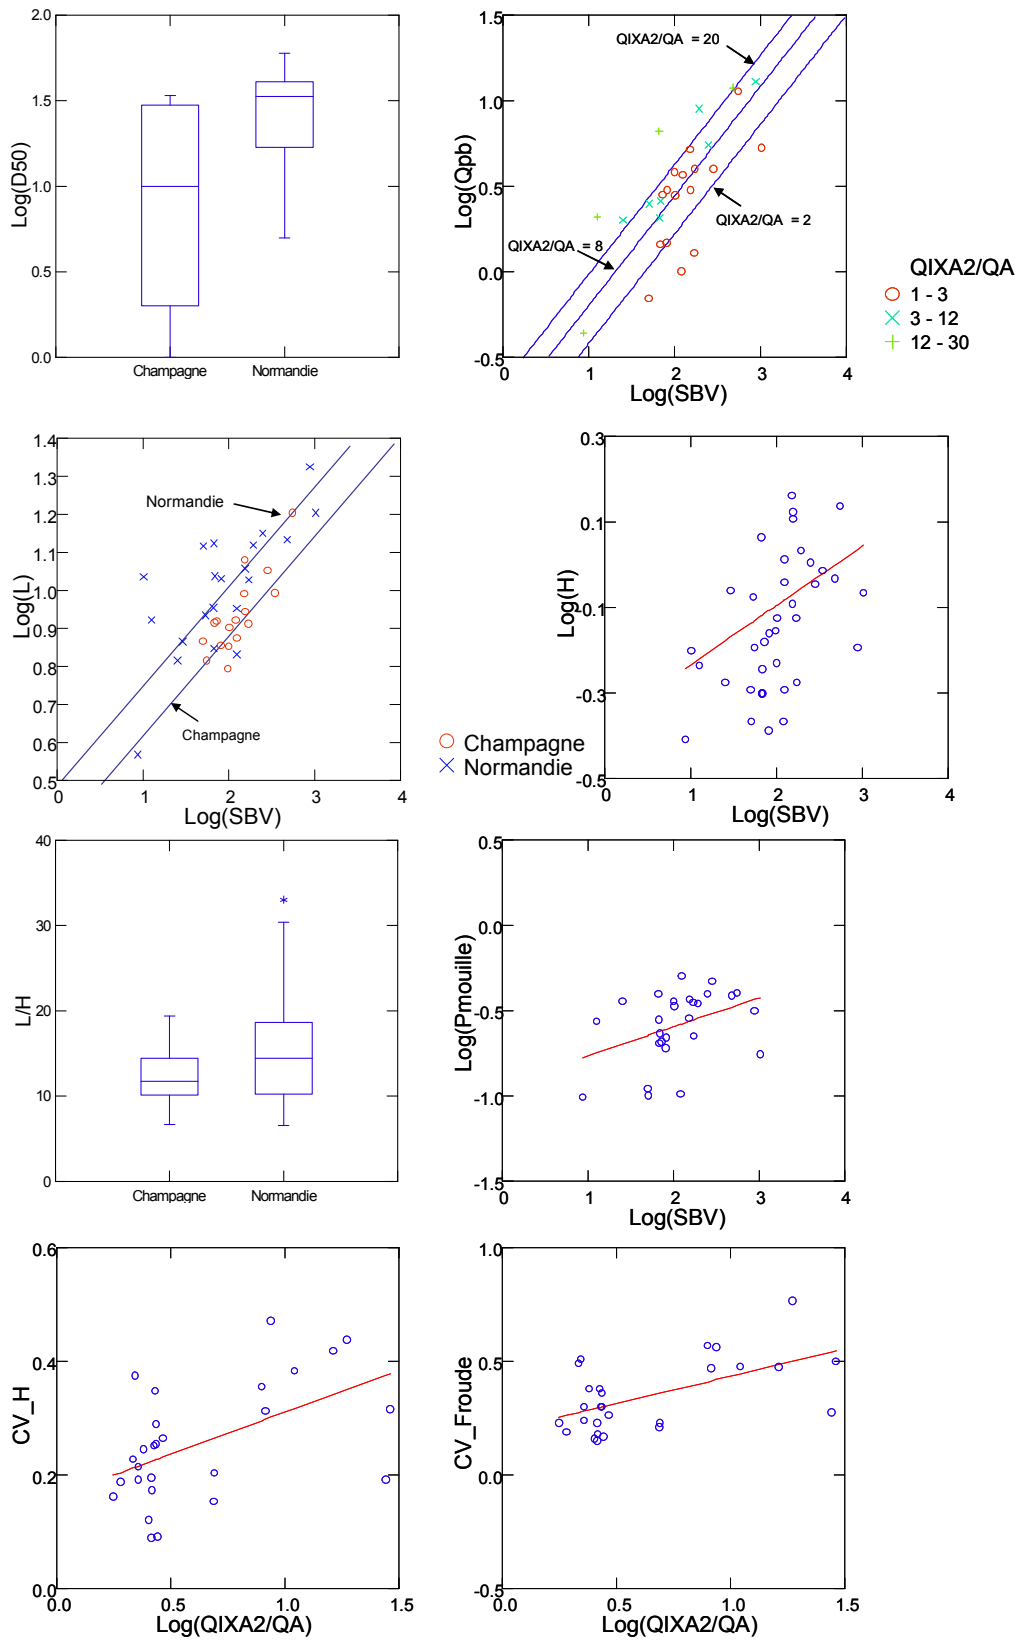 2.0
1.5
1.0
0.5
0.0
Log(D50)
Champagne
Normandie
1.5
1.0
0.5
0.0
-0.5
Log(Qpb)
QIXA2/QA = 20
QIXA2/QA = 2
QIXA2/QA = 8
0 1 2 3 4
Log(SBV)
QIXA2/QA
1 - 3
3 - 12
12 - 30
1.4
1.3
1.2
1.1
1.0
0.9
0.8
0.7
0.6
0.5
Log(L)
Normandie
Champagne
0 1 2 3 4
Log(SBV)
Champagne
Normandie
0.3
0.1
-0.1
-0.3
-0.5
Log(H)
0 1 2 3 4
Log(SBV)
40
30
20
10
0
L/H
Champagne
Normandie
0.5
0.0
-0.5
-1.0
-1.5
Log(Pmouille)
0 1 2 3 4
Log(SBV)
0.6
0.4
0.2
0.0
CV_H
0.0 0.5 1.0 1.5
Log(QIXA2/QA)
1.0
0.5
0.0
-0.5
CV_Froude
0.0 0.5 1.0 1.5
Log(QIXA2/QA)